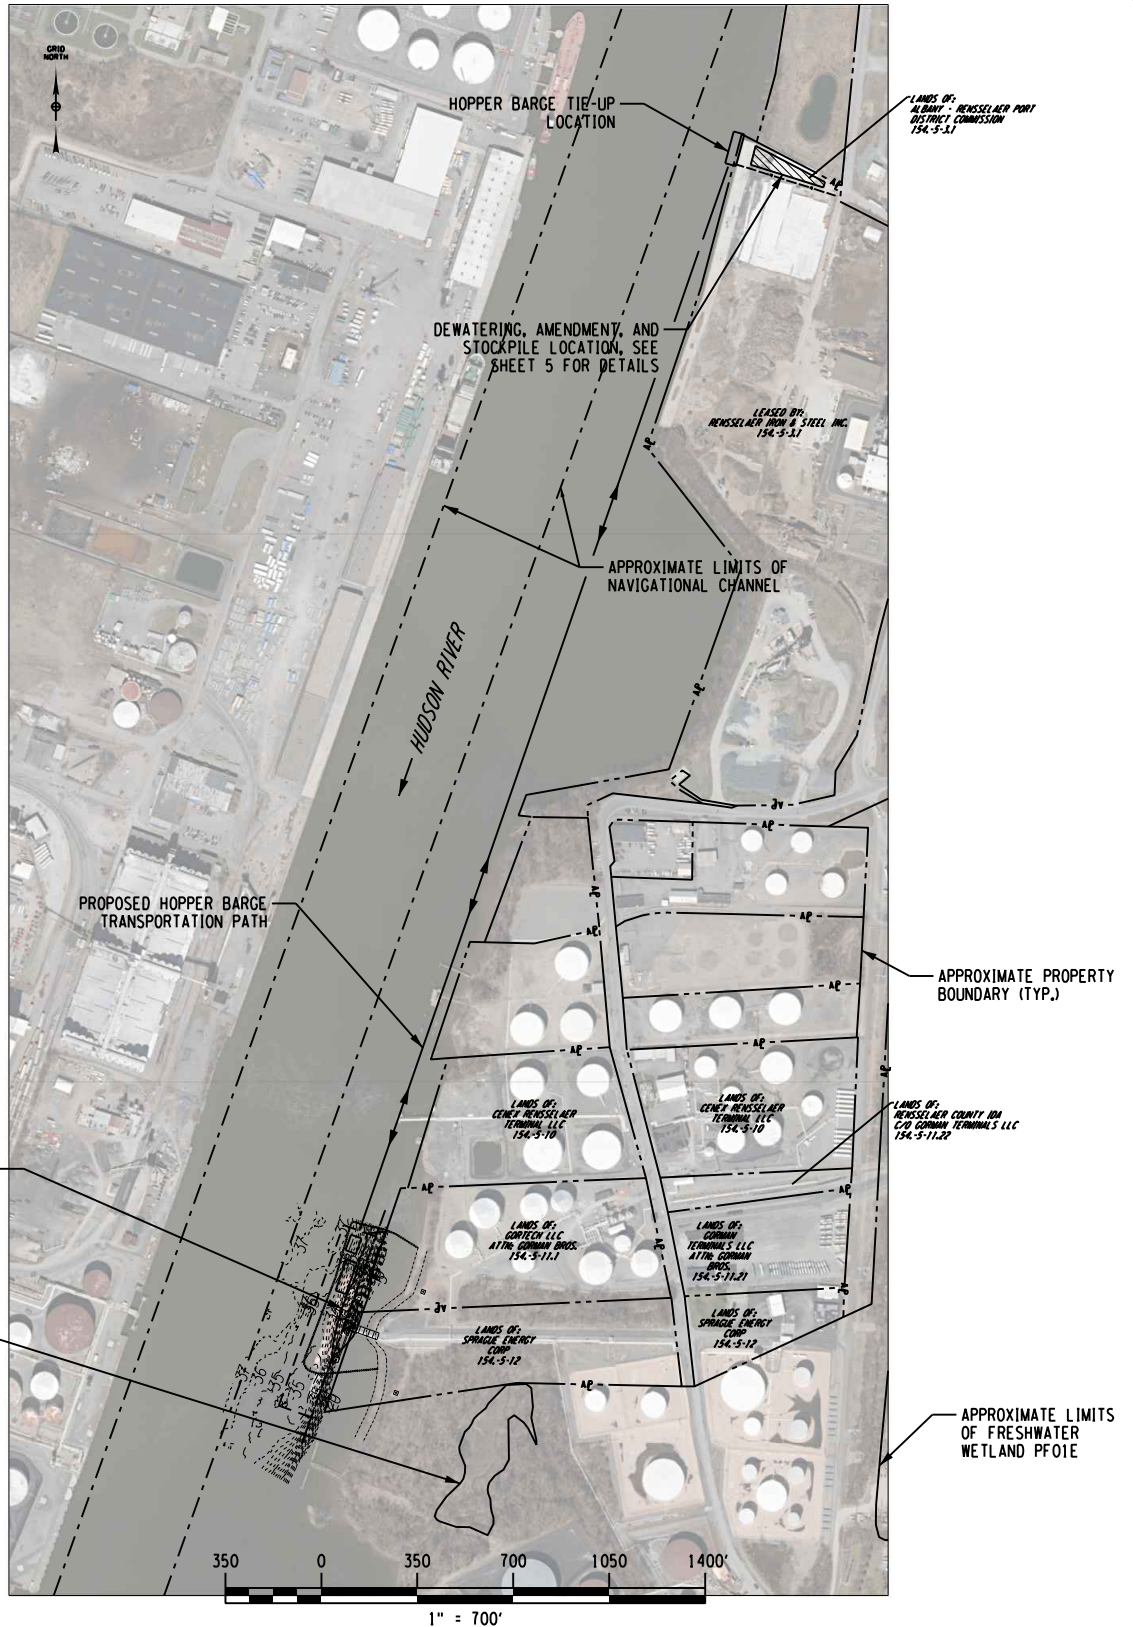 GRID
NORTH
HOPPER BARGE TIE-UP
LOCATION
LANDS OF:
ALBANY - RENSSELAER PORT
DISTRICT COMMISSION
154.-5-3.1
DEWATERING, AMENDMENT, AND
STOCKPILE LOCATION, SEE
SHEET 5 FOR DETAILS
LEASED BY:
RENSSELAER IRON & STEEL INC.
154.-5-3.1
APPROXIMATE LIMITS OF
NAVIGATIONAL CHANNEL
HUDSON RIVER
PROPOSED HOPPER BARGE
TRANSPORTATION PATH
APPROXIMATE PROPERTY
BOUNDARY (TYP.)
LANDS OF:
CENEX RENSSELAER
TERMINAL LLC
154.-5-10
LANDS OF:
CENEX RENSSELAER
TERMINAL LLC
154.-5-10
LANDS OF:
RENSSELAER COUNTY IDA
C/O GORMAN TERMINALS LLC
154.-5-11.22
LANDS OF:
GORTECH LLC
ATTN: GORMAN BROS.
154.-5-11.1
LANDS OF:
GORMAN
TERMINALS LLC
ATTN: GORMAN
BROS.
154.-5-11.21
LANDS OF:
SPRAGUE ENERGY
CORP
154.-5-12
LANDS OF:
SPRAGUE ENERGY
CORP
154.-5-12
37
36
37
36
35
35
APPROXIMATE LIMITS
OF FRESHWATER
WETLAND PFO1E
350 0 350 700 1050 1400'
1" = 700'